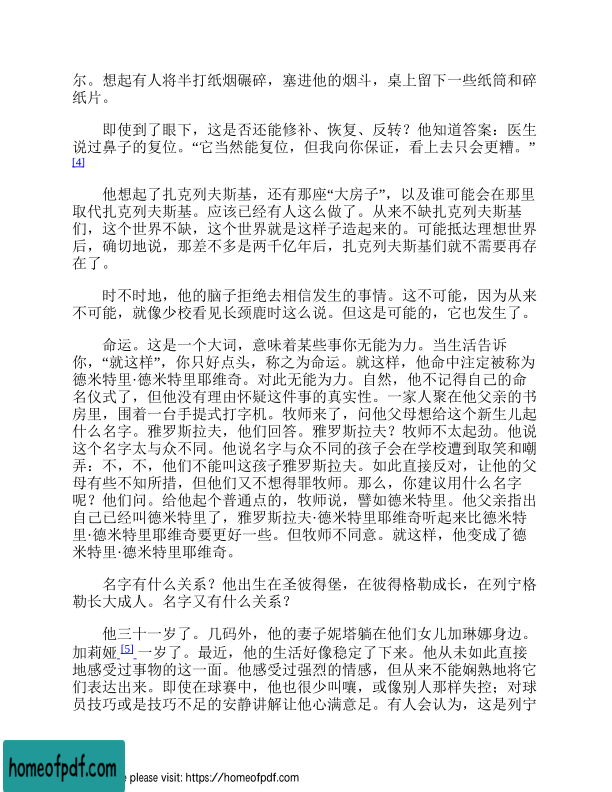 尔。想起有人将半打纸烟碾碎，塞进他的烟斗，桌上留下一些纸筒和碎
纸片。
即使到了眼下，这是否还能修补、恢复、反转？他知道答案：医生
说过鼻子的复位。“它当然能复位，但我向你保证，看上去只会更糟。”
[4]
他想起了扎克列夫斯基，还有那座“大房子”，以及谁可能会在那里
取代扎克列夫斯基。应该已经有人这么做了。从来不缺扎克列夫斯基
们，这个世界不缺，这个世界就是这样子造起来的。可能抵达理想世界
后，确切地说，那差不多是两千亿年后，扎克列夫斯基们就不需要再存
在了。
时不时地，他的脑子拒绝去相信发生的事情。这不可能，因为从来
不可能，就像少校看见长颈鹿时这么说。但这是可能的，它也发生了。
命运。这是一个大词，意味着某些事你无能为力。当生活告诉
你，“就这样”，你只好点头，称之为命运。就这样，他命中注定被称为
德米特里·德米特里耶维奇。对此无能为力。自然，他不记得自己的命
名仪式了，但他没有理由怀疑这件事的真实性。一家人聚在他父亲的书
房里，围着一台手提式打字机。牧师来了，问他父母想给这个新生儿起
什么名字。雅罗斯拉夫，他们回答。雅罗斯拉夫？牧师不太起劲。他说
这个名字太与众不同。他说名字与众不同的孩子会在学校遭到取笑和嘲
弄：不，不，他们不能叫这孩子雅罗斯拉夫。如此直接反对，让他的父
母有些不知所措，但他们又不想得罪牧师。那么，你建议用什么名字
呢？他们问。给他起个普通点的，牧师说，譬如德米特里。他父亲指出
自己已经叫德米特里了，雅罗斯拉夫·德米特里耶维奇听起来比德米特
里·德米特里耶维奇要更好一些。但牧师不同意。就这样，他变成了德
米特里·德米特里耶维奇。
名字有什么关系？他出生在圣彼得堡，在彼得格勒成长，在列宁格
勒长大成人。名字又有什么关系？
他三十一岁了。几码外，他的妻子妮塔躺在他们女儿加琳娜身边。
加莉娅[5]一岁了。最近，他的生活好像稳定了下来。他从未如此直接
地感受过事物的这一面。他感受过强烈的情感，但从来不能娴熟地将它
们表达出来。即使在球赛中，他也很少叫嚷，或像别人那样失控；对球
员技巧或是技巧不足的安静讲解让他心满意足。有人会认为，这是列宁
homeofpdf.com
e please visit: https://homeofpdf.com